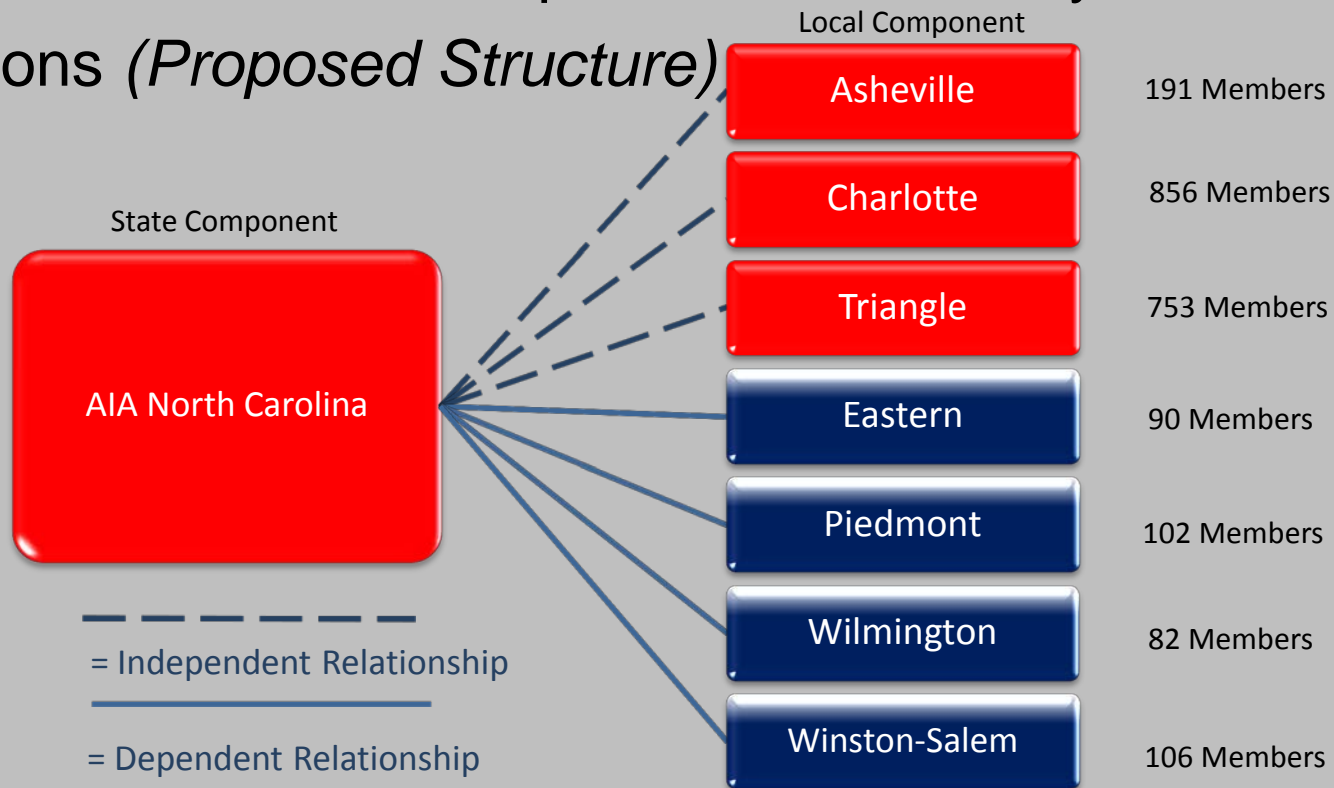 ons (Proposed Structure)
Local Component
Asheville
191 Members
Charlotte
856 Members
State Component
Triangle
753 Members
AIA North Carolina
Eastern
90 Members
Piedmont
102 Members
Wilmington
82 Members
= Independent Relationship
Winston-Salem
106 Members
= Dependent Relationship